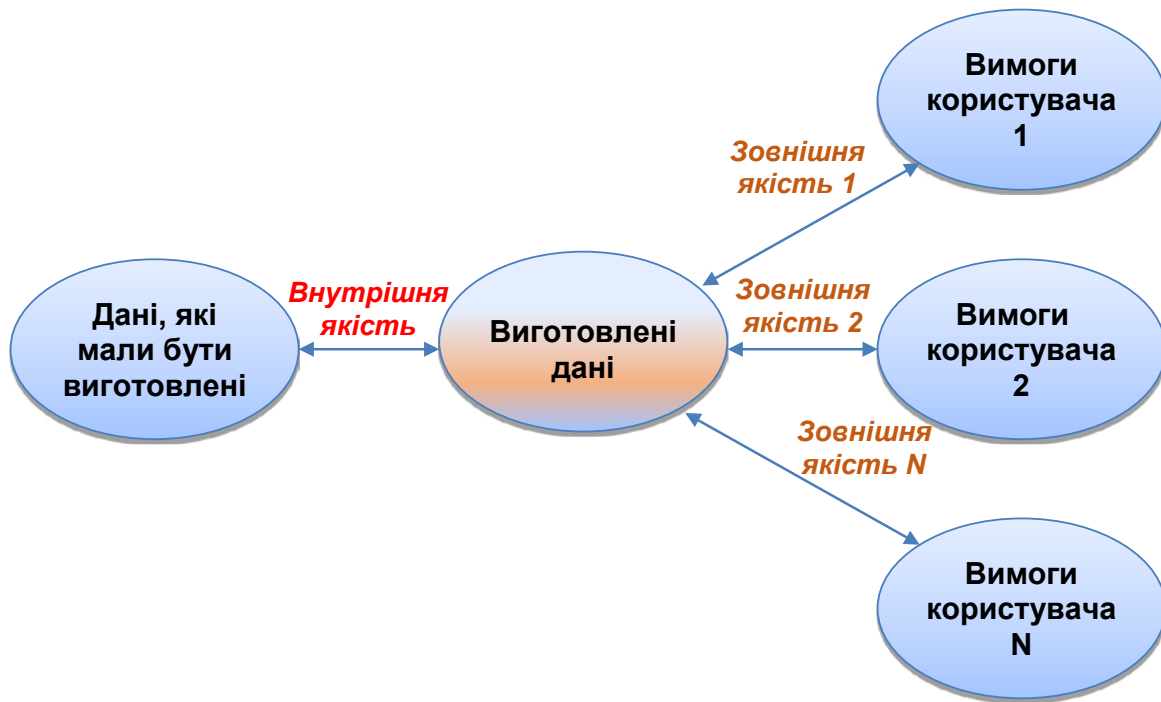 Вимоги
користувача
1
Зовнішня
якість 1
Дані, які
мали бути
виготовлені
Внутрішня
якість
Виготовлені
дані
Зовнішня
якість 2
Вимоги
користувача
2
Зовнішня
якість N
Вимоги
користувача
N